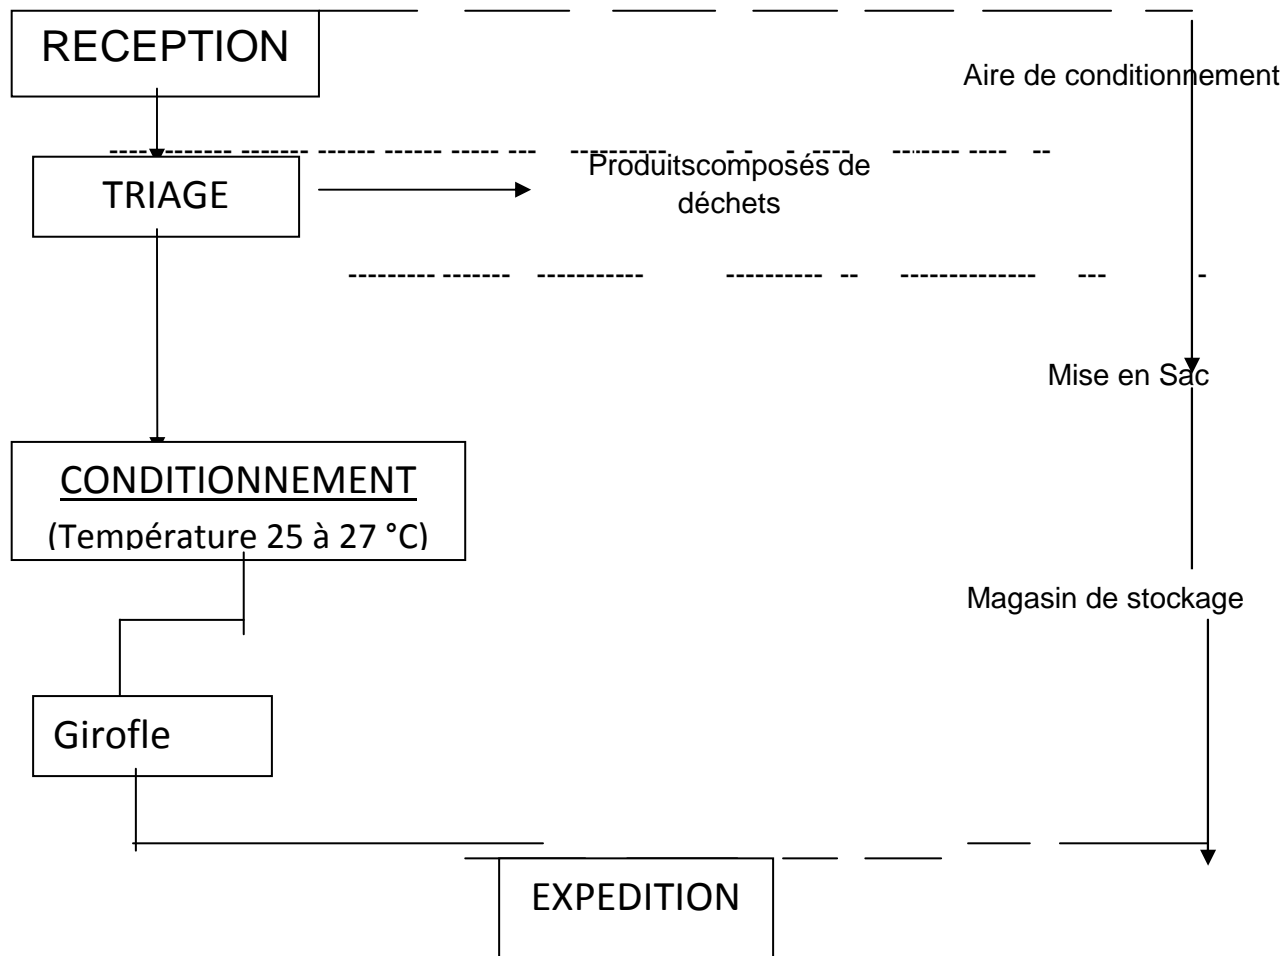 RECEPTION
Aire de conditionnement
Produitscomposés de
déchets
TRIAGE
Mise en Sac
CONDITIONNEMENT
(Température 25 à 27 °C)
Magasin de stockage
Girofle
EXPEDITION